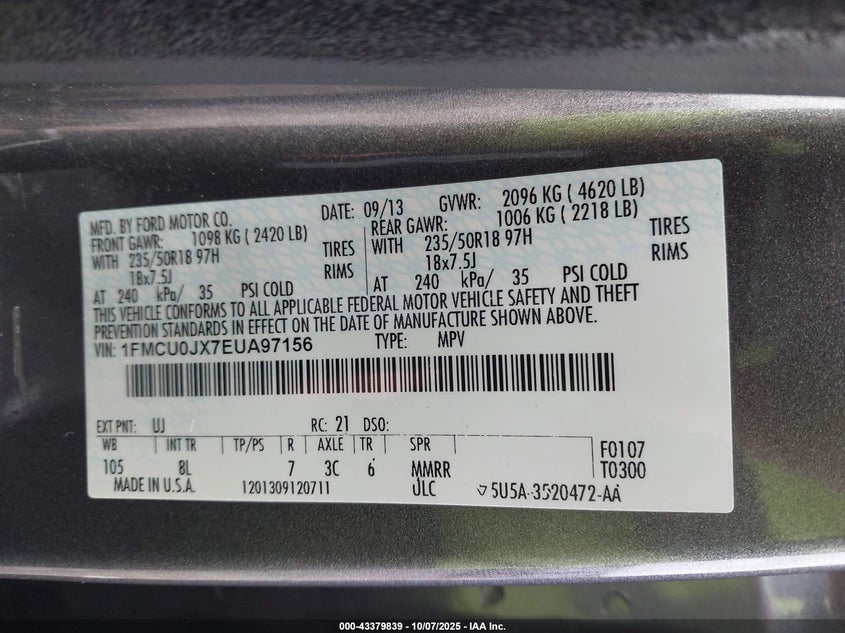 MFD. BY FORD MOTOR CO. DATE: 09/13 GVWR: 2096 KG ( 4620 LB)
FRONT GAWR: 1098 KG ( 2420 LB) REAR GAWR: 1006 KG ( 2218 LB)
WITH 235/50R18 97H TIRES WITH 235/50R18 97H TIRES
18x7.5J RIMS 18x7.5J RIMS
AT 240 kPa/ 35 PSI COLD AT 240 kPa/ 35 PSI COLD
THIS VEHICLE CONFORMS TO ALL APPLICABLE FEDERAL MOTOR VEHICLE SAFETY AND THEFT
PREVENTION STANDARDS IN EFFECT ON THE DATE OF MANUFACTURE SHOWN ABOVE.
VIN: 1FMCU0JX7EUA97156 TYPE: MPV
EXT PNT: UJ RC: 21 DSO:
WB INT TR TP/PS R AXLE TR SPR F0107
105 8L 7 3C 6 MMRR T0300
MADE IN U.S.A. 1201309120711 JLC 5U5A-3520472-AA
000-43379839 - 10/07/2025 - IAA Inc.